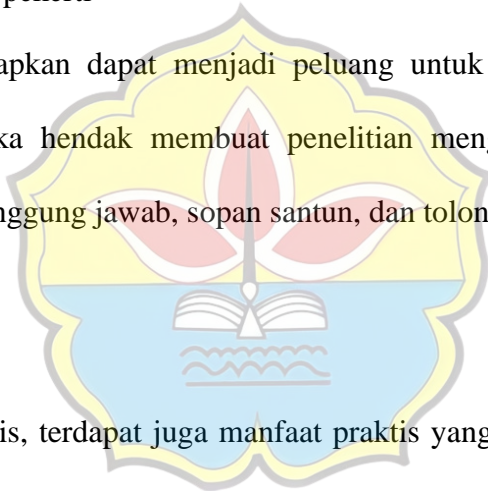 apkan dapat menjadi peluang untuk
ka hendak membuat penelitian meng
nggung jawab, sopan santun, dan tolon
is, terdapat juga manfaat praktis yang